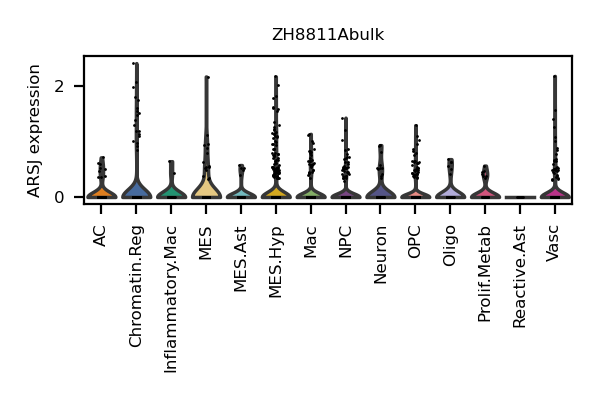 ZH8811Abulk
ARSJ expression
2
0
AC
Chromatin.Reg
Inflammatory.Mac
MES
MES.Ast
MES.Hyp
Mac
NPC
Neuron
OPC
Oligo
Prolif.Metab
Reactive.Ast
Vasc